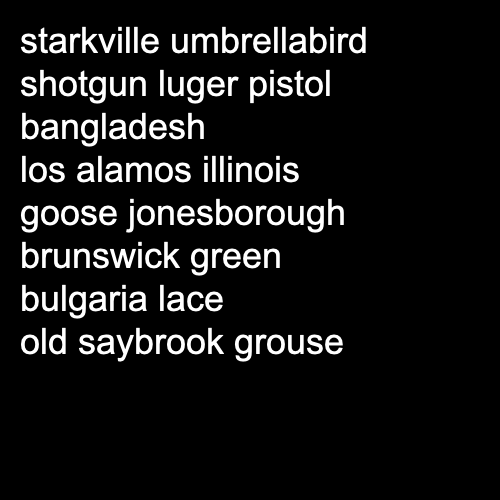 starkville umbrellabird
shotgun luger pistol
bangladesh
los alamos illinois
goose jonesborough
brunswick green
bulgaria lace
old saybrook grouse